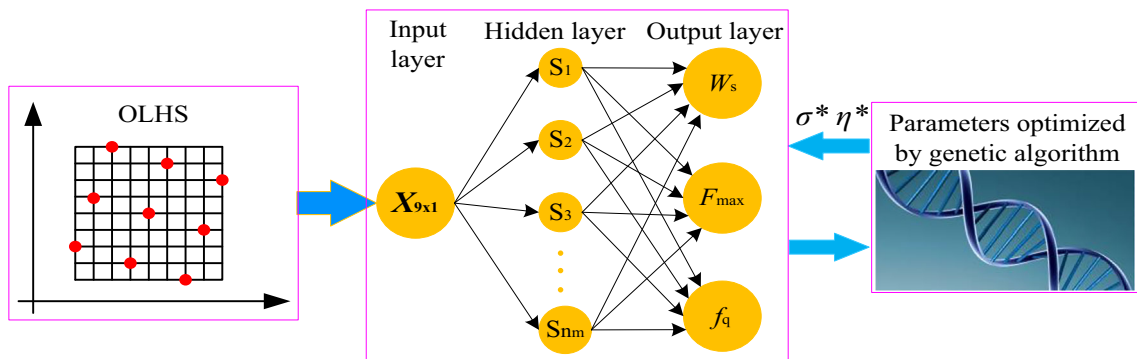 OLHS
Input
layer
Hidden layer
Output layer
X9x1
S1
S2
S3
Snm
Ws
Fmax
fq
σ* η*
Parameters optimized
by genetic algorithm